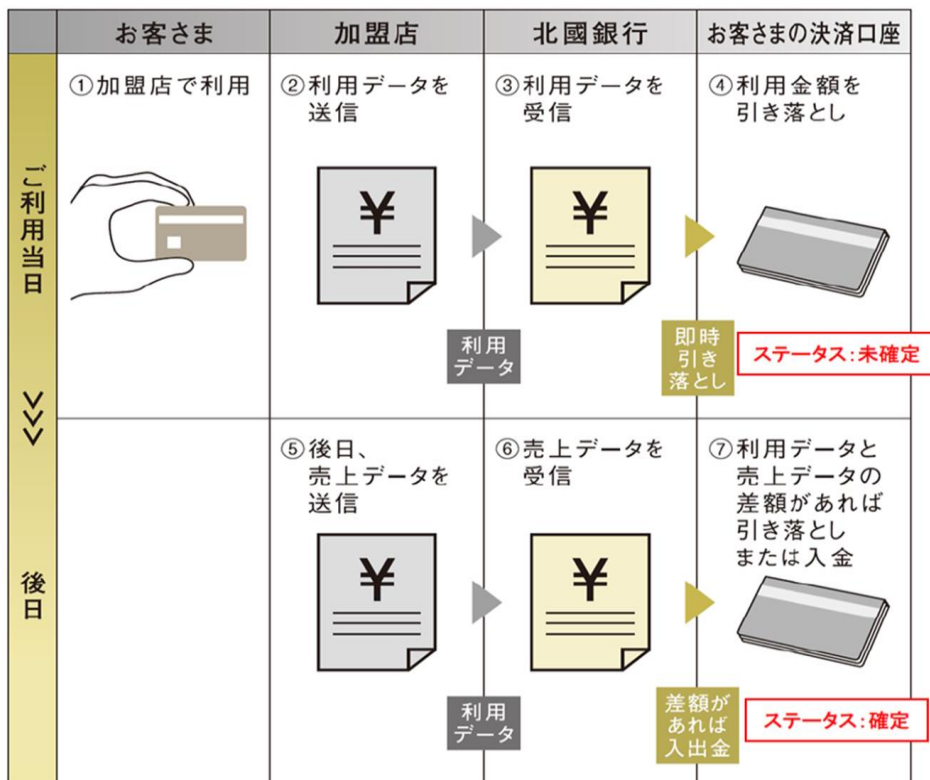 お客さま
加盟店
北國銀行
お客さまの決済口座
ご利用当日
①加盟店で利用
②利用データを
送信
¥
利用
データ
③利用データを
受信
¥
即時
引き
落とし
④利用金額を
引き落とし
ステータス：未確定
後日
⑤後日、
売上データを
送信
¥
利用
データ
⑥売上データを
受信
¥
差額が
あれば
入出金
⑦利用データと
売上データの
差額があれば
引き落とし
または入金
ステータス：確定